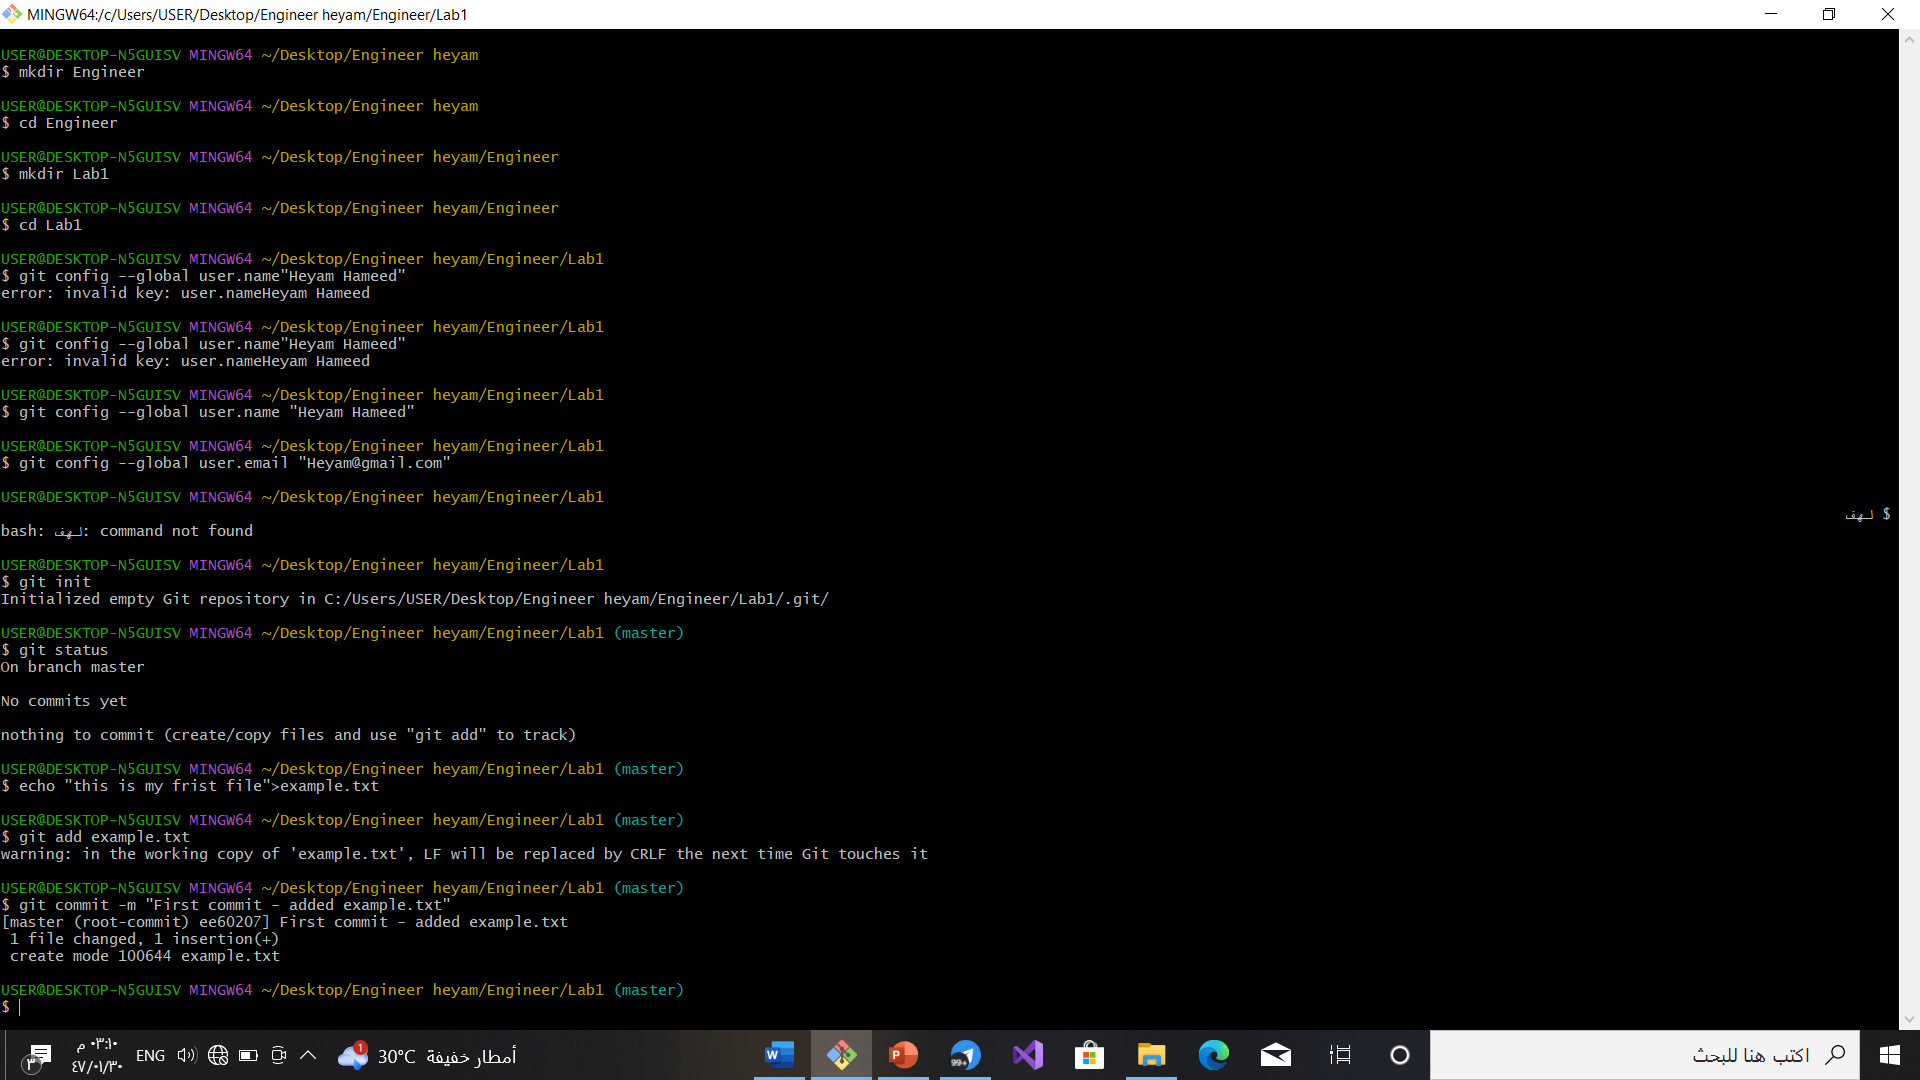 MINGW64:/c/Users/USER/Desktop/Engineer heyam/Engineer/Lab1
USER@DESKTOP-N5GUISV MINGW64 ~/Desktop/Engineer heyam
$ mkdir Engineer
USER@DESKTOP-N5GUISV MINGW64 ~/Desktop/Engineer heyam
$ cd Engineer
USER@DESKTOP-N5GUISV MINGW64 ~/Desktop/Engineer heyam/Engineer
$ mkdir Lab1
USER@DESKTOP-N5GUISV MINGW64 ~/Desktop/Engineer heyam/Engineer
$ cd Lab1
USER@DESKTOP-N5GUISV MINGW64 ~/Desktop/Engineer heyam/Engineer/Lab1
$ git config --global user.name"Heyam Hameed"
error: invalid key: user.nameHeyam Hameed
USER@DESKTOP-N5GUISV MINGW64 ~/Desktop/Engineer heyam/Engineer/Lab1
$ git config --global user.name"Heyam Hameed"
error: invalid key: user.nameHeyam Hameed
USER@DESKTOP-N5GUISV MINGW64 ~/Desktop/Engineer heyam/Engineer/Lab1
$ git config --global user.name "Heyam Hameed"
USER@DESKTOP-N5GUISV MINGW64 ~/Desktop/Engineer heyam/Engineer/Lab1
$ git config --global user.email "Heyam@gmail.com"
USER@DESKTOP-N5GUISV MINGW64 ~/Desktop/Engineer heyam/Engineer/Lab1
$ لهف
bash: لهف: command not found
USER@DESKTOP-N5GUISV MINGW64 ~/Desktop/Engineer heyam/Engineer/Lab1
$ git init
Initialized empty Git repository in C:/Users/USER/Desktop/Engineer heyam/Engineer/Lab1/.git/
USER@DESKTOP-N5GUISV MINGW64 ~/Desktop/Engineer heyam/Engineer/Lab1 (master)
$ git status
On branch master
No commits yet
nothing to commit (create/copy files and use "git add" to track)
USER@DESKTOP-N5GUISV MINGW64 ~/Desktop/Engineer heyam/Engineer/Lab1 (master)
$ echo "this is my frist file">example.txt
USER@DESKTOP-N5GUISV MINGW64 ~/Desktop/Engineer heyam/Engineer/Lab1 (master)
$ git add example.txt
warning: in the working copy of 'example.txt', LF will be replaced by CRLF the next time Git touches it
USER@DESKTOP-N5GUISV MINGW64 ~/Desktop/Engineer heyam/Engineer/Lab1 (master)
$ git commit -m "First commit - added example.txt"
[master (root-commit) ee60207] First commit - added example.txt
1 file changed, 1 insertion(+)
create mode 100644 example.txt
USER@DESKTOP-N5GUISV MINGW64 ~/Desktop/Engineer heyam/Engineer/Lab1 (master)
$
اكتب هنا للبحث
99+
1
30°C أمطار خفيفة
ENG
٠٣:١٠ م
٤٧/٠١/٣٠
٣